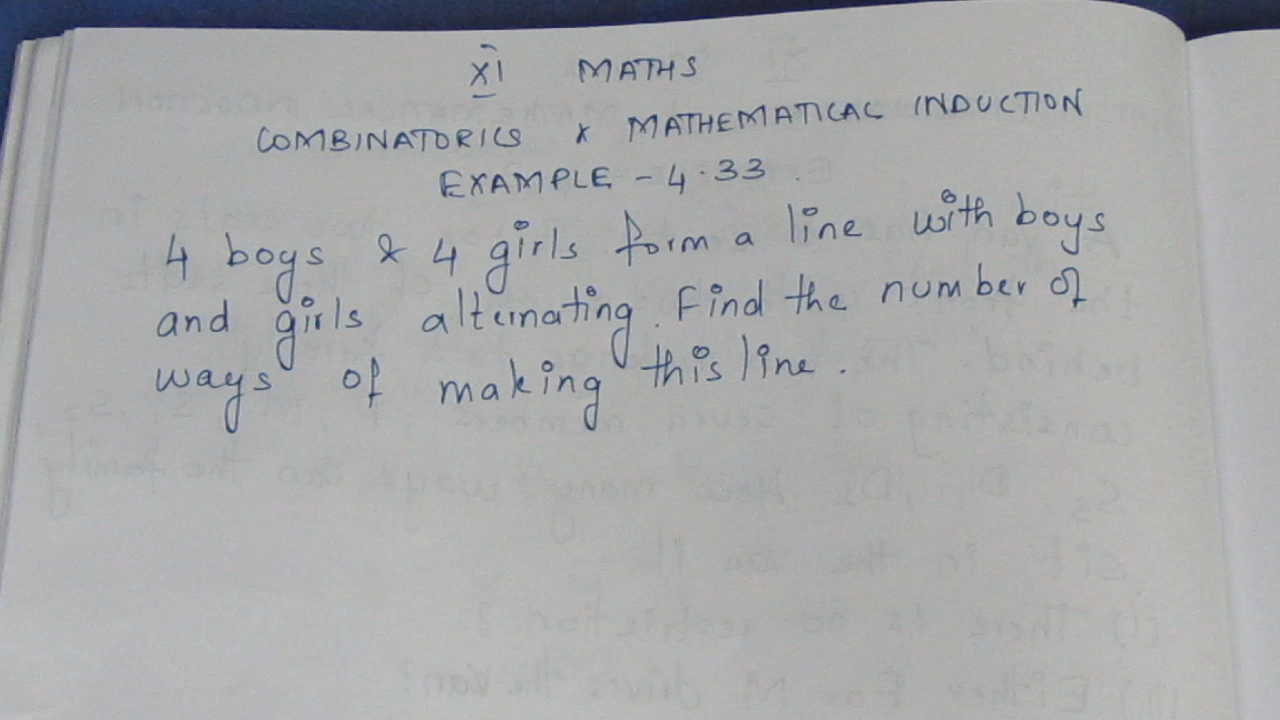 XI MATHS
COMBINATORICS & MATHEMATICAL INDUCTION
EXAMPLE - 4.33.
4 boys & 4 girls form a line with boys
and girls alternating. Find the number of
ways of making this line.